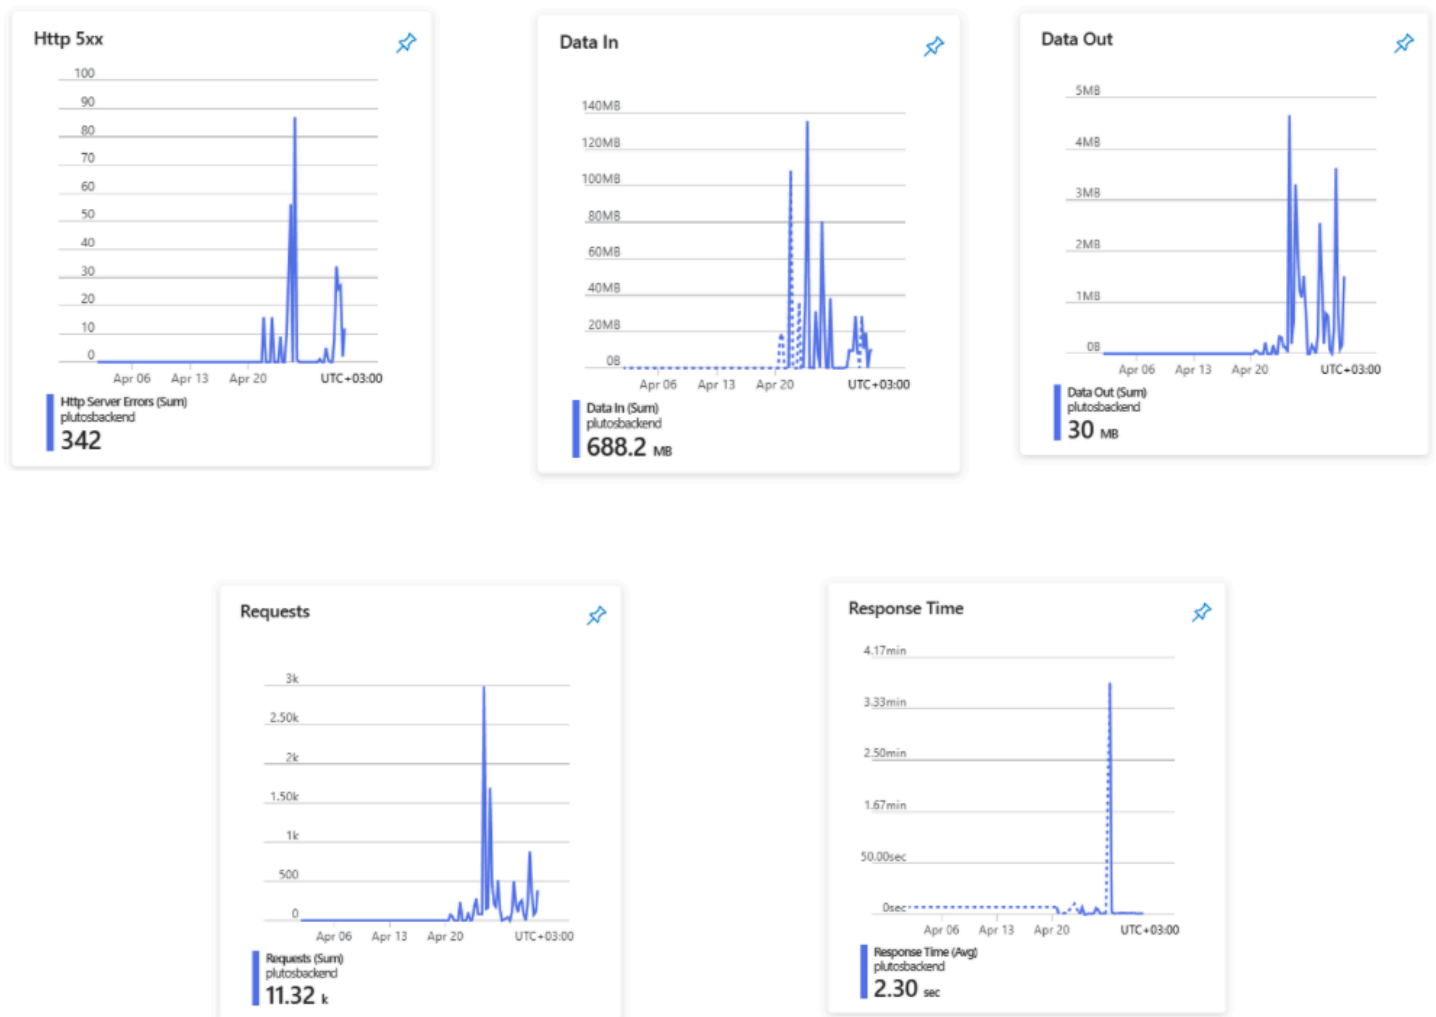 Http 5xx
100
90
80
70
60
50
40
30
20
10
0
Apr 06 Apr 13 Apr 20 UTC+03:00
Http Server Errors (Sum)
plutosbackend
342
Data In
140MB
120MB
100MB
80MB
60MB
40MB
20MB
0B
Apr 06 Apr 13 Apr 20 UTC+03:00
Data In (Sum)
plutosbackend
688.2 MB
Data Out
5MB
4MB
3MB
2MB
1MB
0B
Apr 06 Apr 13 Apr 20 UTC+03:00
Data Out (Sum)
plutosbackend
30 MB
Requests
3k
2.50k
2k
1.50k
1k
500
0
Apr 06 Apr 13 Apr 20 UTC+03:00
Requests (Sum)
plutosbackend
11.32 k
Response Time
4.17min
3.33min
2.50min
1.67min
50.00sec
0sec
Apr 06 Apr 13 Apr 20 UTC+03:00
Response Time (Avg)
plutosbackend
2.30 sec